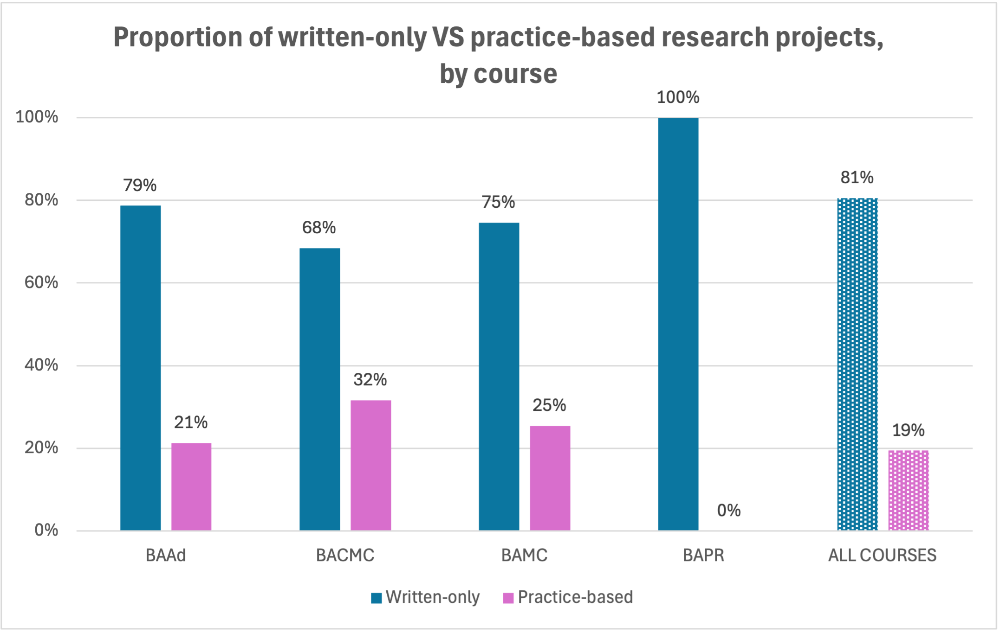 Proportion of written-only VS practice-based research projects,
by course
100%
80%
60%
40%
20%
0%
79%
21%
68%
32%
75%
25%
100%
0%
81%
19%
BAAd
BACMC
BAMC
BAPR
ALL COURSES
Written-only
Practice-based